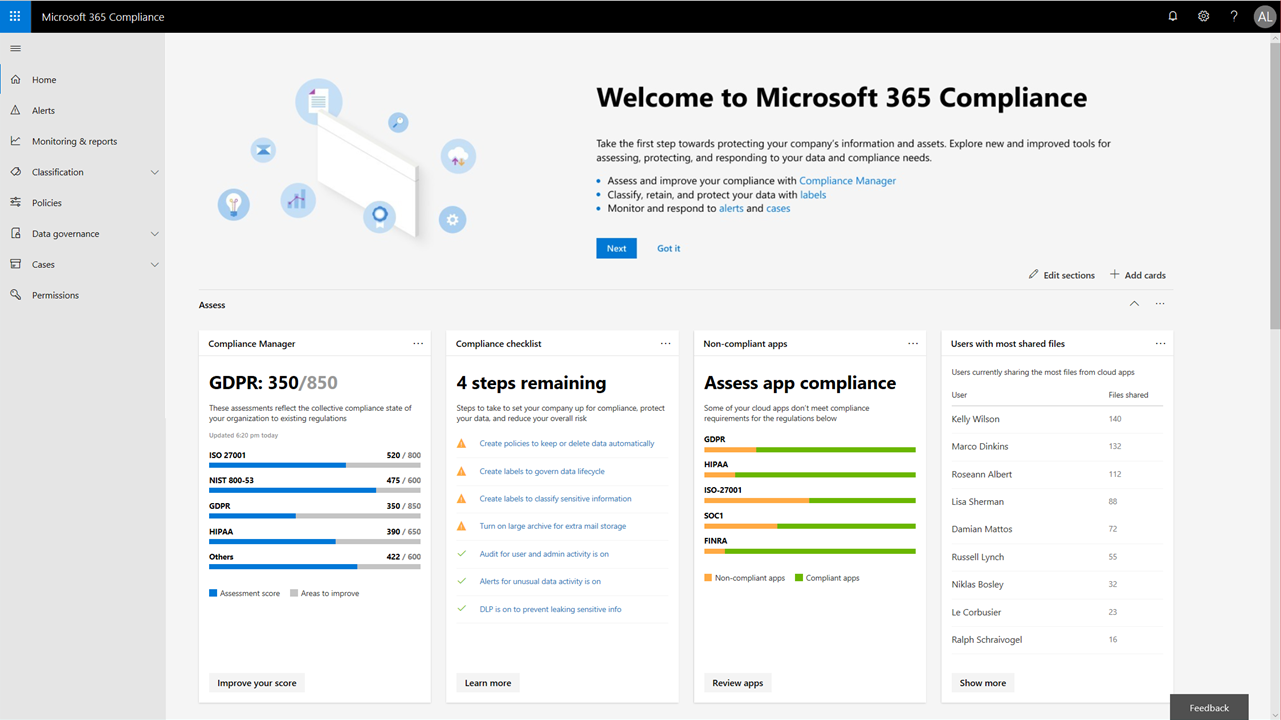 Microsoft 365 Compliance
?
AL
Home
Alerts
Monitoring & reports
Classification
Policies
Data governance
Cases
Permissions
Welcome to Microsoft 365 Compliance
Take the first step towards protecting your company's information and assets. Explore new and improved tools for
assessing, protecting, and responding to your data and compliance needs.
• Assess and improve your compliance with Compliance Manager
• Classify, retain, and protect your data with labels
• Monitor and respond to alerts and cases
Next
Got it
Edit sections
Add cards
Assess
Compliance Manager
GDPR: 350/850
These assessments reflect the collective compliance state of
your organization to existing regulations
Updated 6:20 pm today
ISO 27001 520 / 800
NIST 800-53 475 / 600
GDPR 350 / 850
HIPAA 390 / 650
Others 422 / 600
Assessment score
Areas to improve
Improve your score
Compliance checklist
4 steps remaining
Steps to take to set your company up for compliance, protect
your data, and reduce your overall risk
Create policies to keep or delete data automatically
Create labels to govern data lifecycle
Create labels to classify sensitive information
Turn on large archive for extra mail storage
Audit for user and admin activity is on
Alerts for unusual data activity is on
DLP is on to prevent leaking sensitive info
Learn more
Non-compliant apps
Assess app compliance
Some of your cloud apps don't meet compliance
requirements for the regulations below
GDPR
HIPAA
ISO-27001
SOC1
FINRA
Non-compliant apps
Compliant apps
Review apps
Users with most shared files
Users currently sharing the most files from cloud apps
User Files shared
Kelly Wilson 140
Marco Dinkins 132
Roseann Albert 112
Lisa Sherman 88
Damian Mattos 72
Russell Lynch 55
Niklas Bosley 32
Le Corbusier 23
Ralph Schraivogel 16
Show more
Feedback